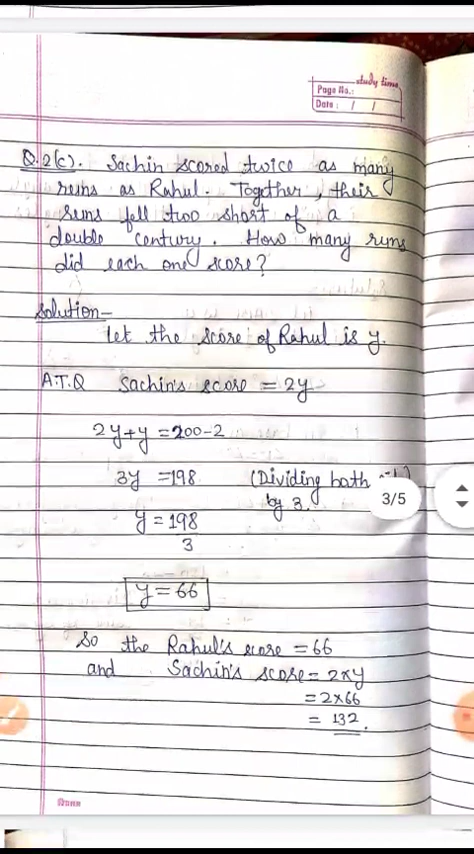 study time
Page No.:
Date: / /
Q.2(c). Sachin scored twice as many
runs as Rahul. Together, their
runs fell two short of a
double century. How many runs
did each one score?
Solution-
let the score of Rahul is y.
A.T.Q Sachin's score = 2y
2y+y = 200-2
3y = 198 (Dividing both
by 3.
3/5
y = 198
3
y = 66
So the Rahul's score = 66
and Sachin's score = 2xy
= 2x66
= 132.